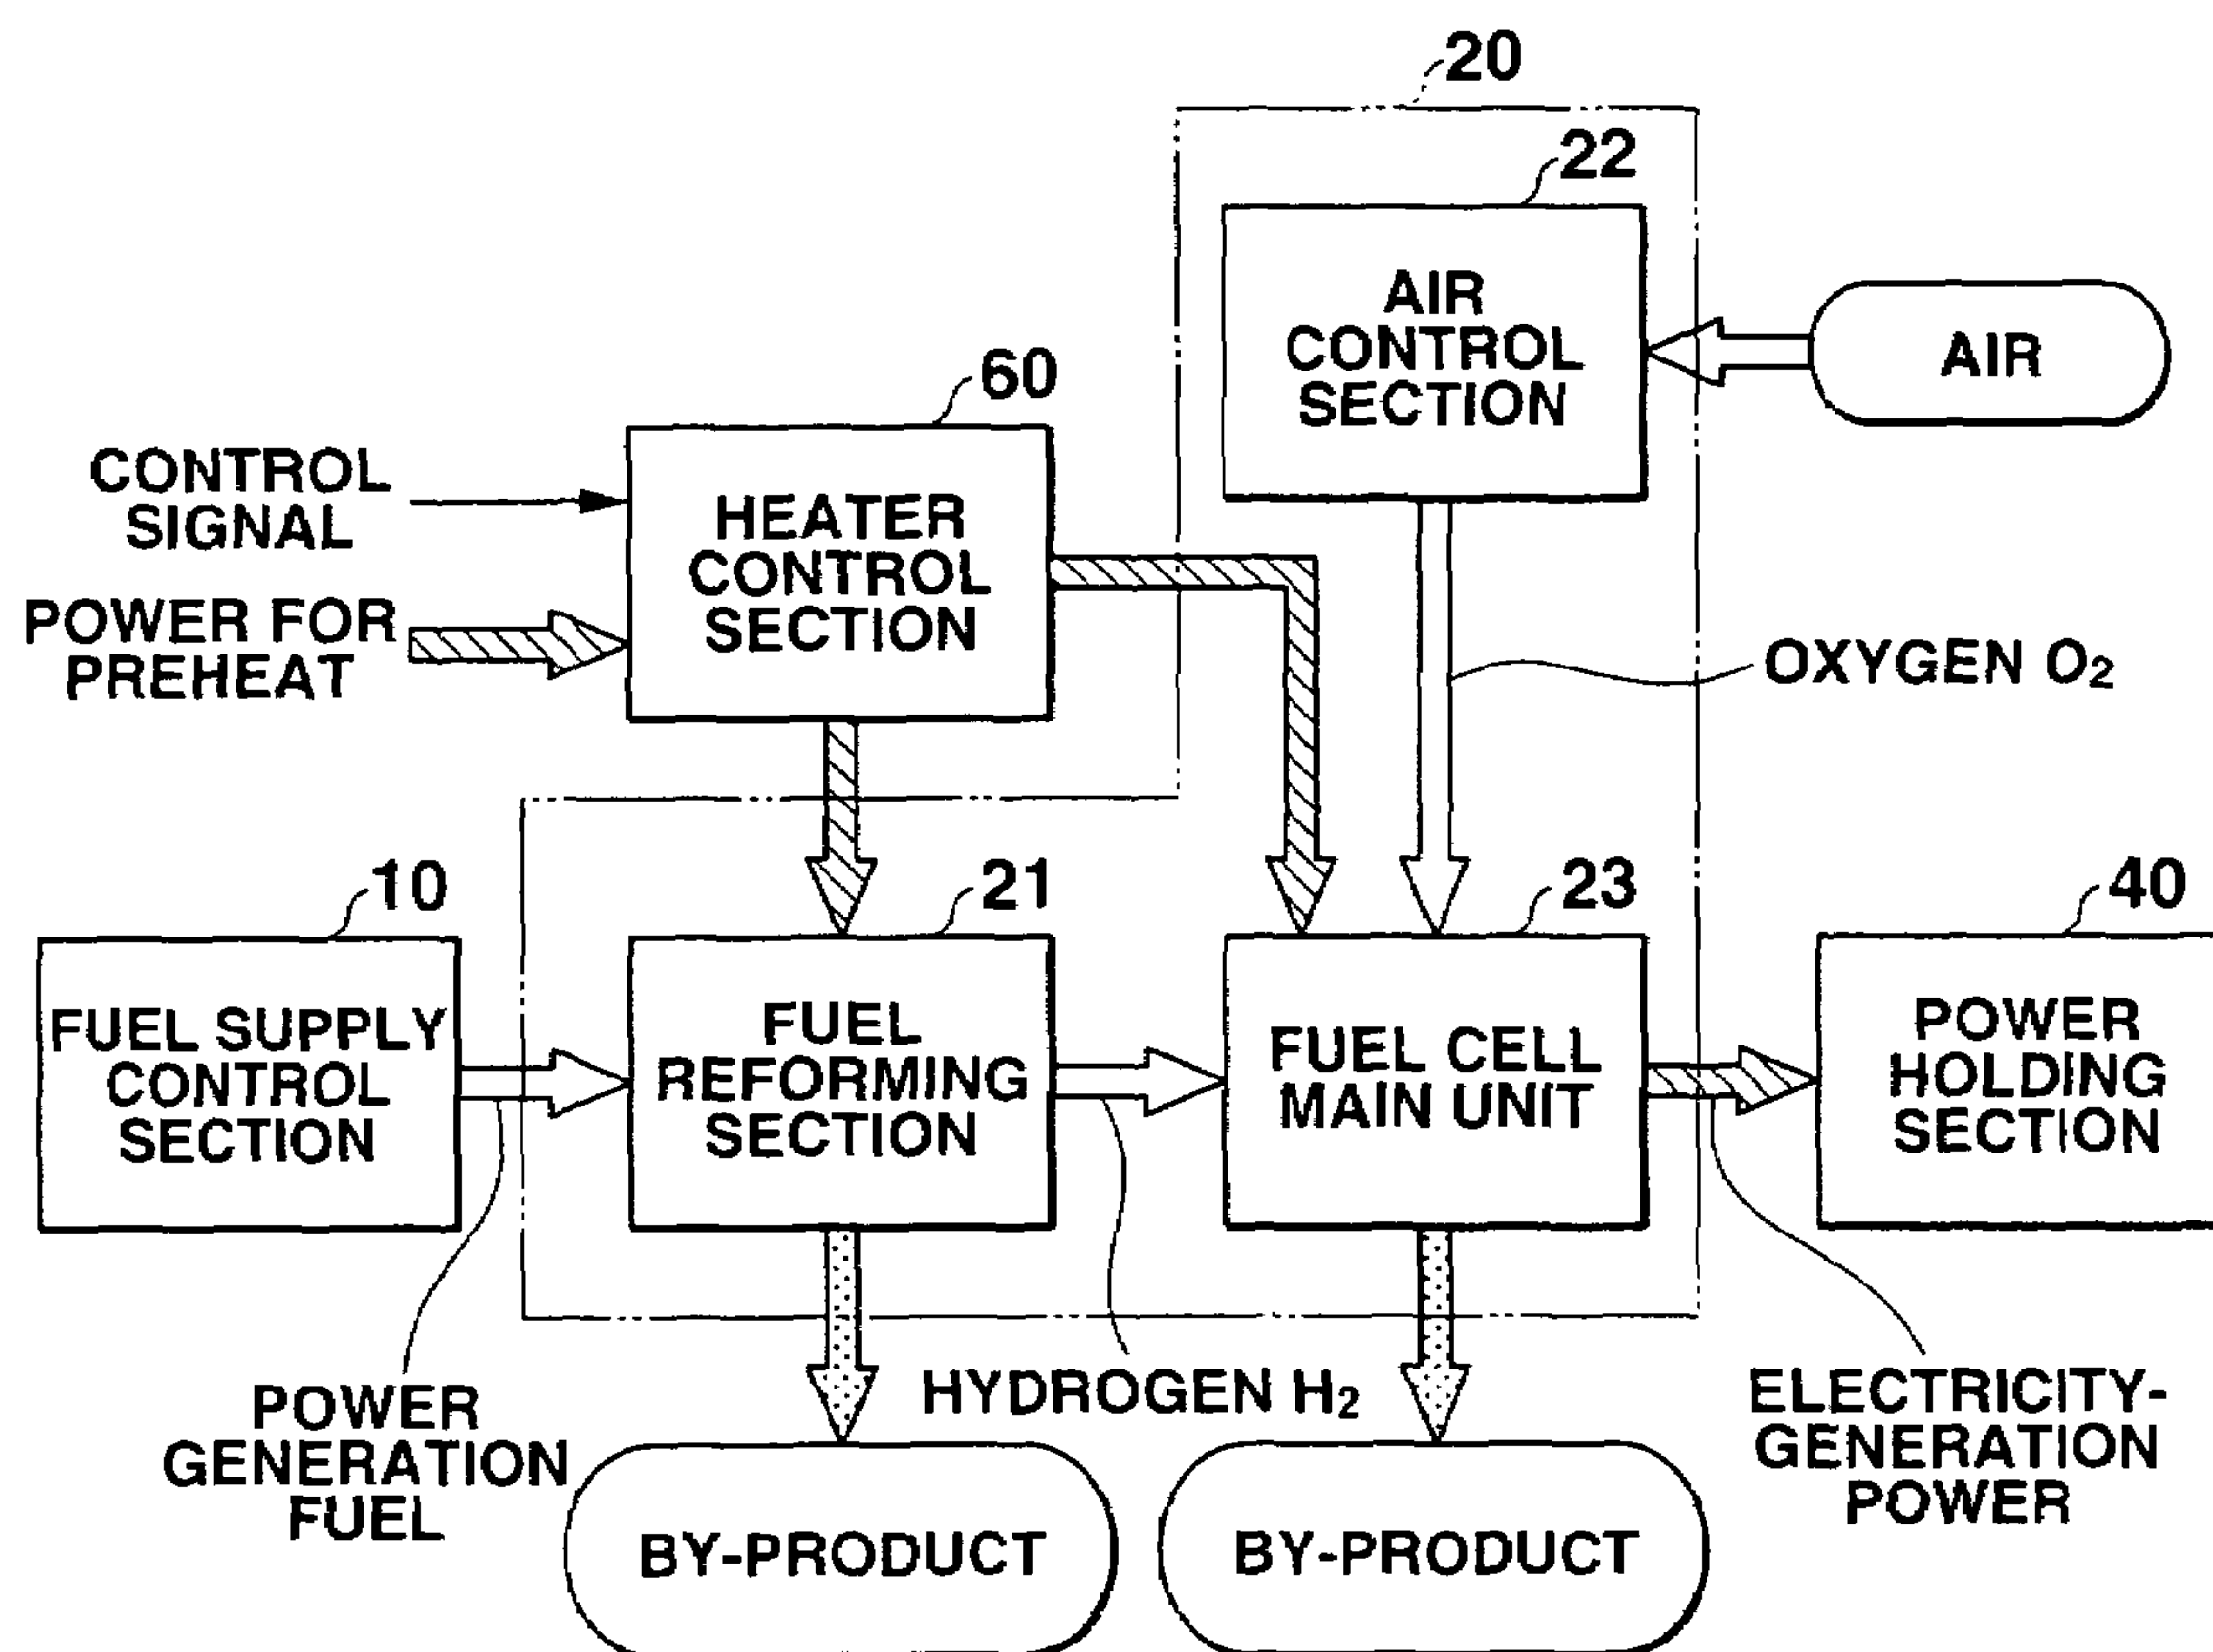 20
22
AIR
CONTROL
SECTION
AIR
60
CONTROL
SIGNAL
HEATER
CONTROL
SECTION
POWER FOR
PREHEAT
OXYGEN O₂
10
21
23
40
FUEL SUPPLY
CONTROL
SECTION
FUEL
REFORMING
SECTION
FUEL CELL
MAIN UNIT
POWER
HOLDING
SECTION
POWER
GENERATION
FUEL
HYDROGEN H₂
ELECTRICITY-
GENERATION
POWER
BY-PRODUCT
BY-PRODUCT